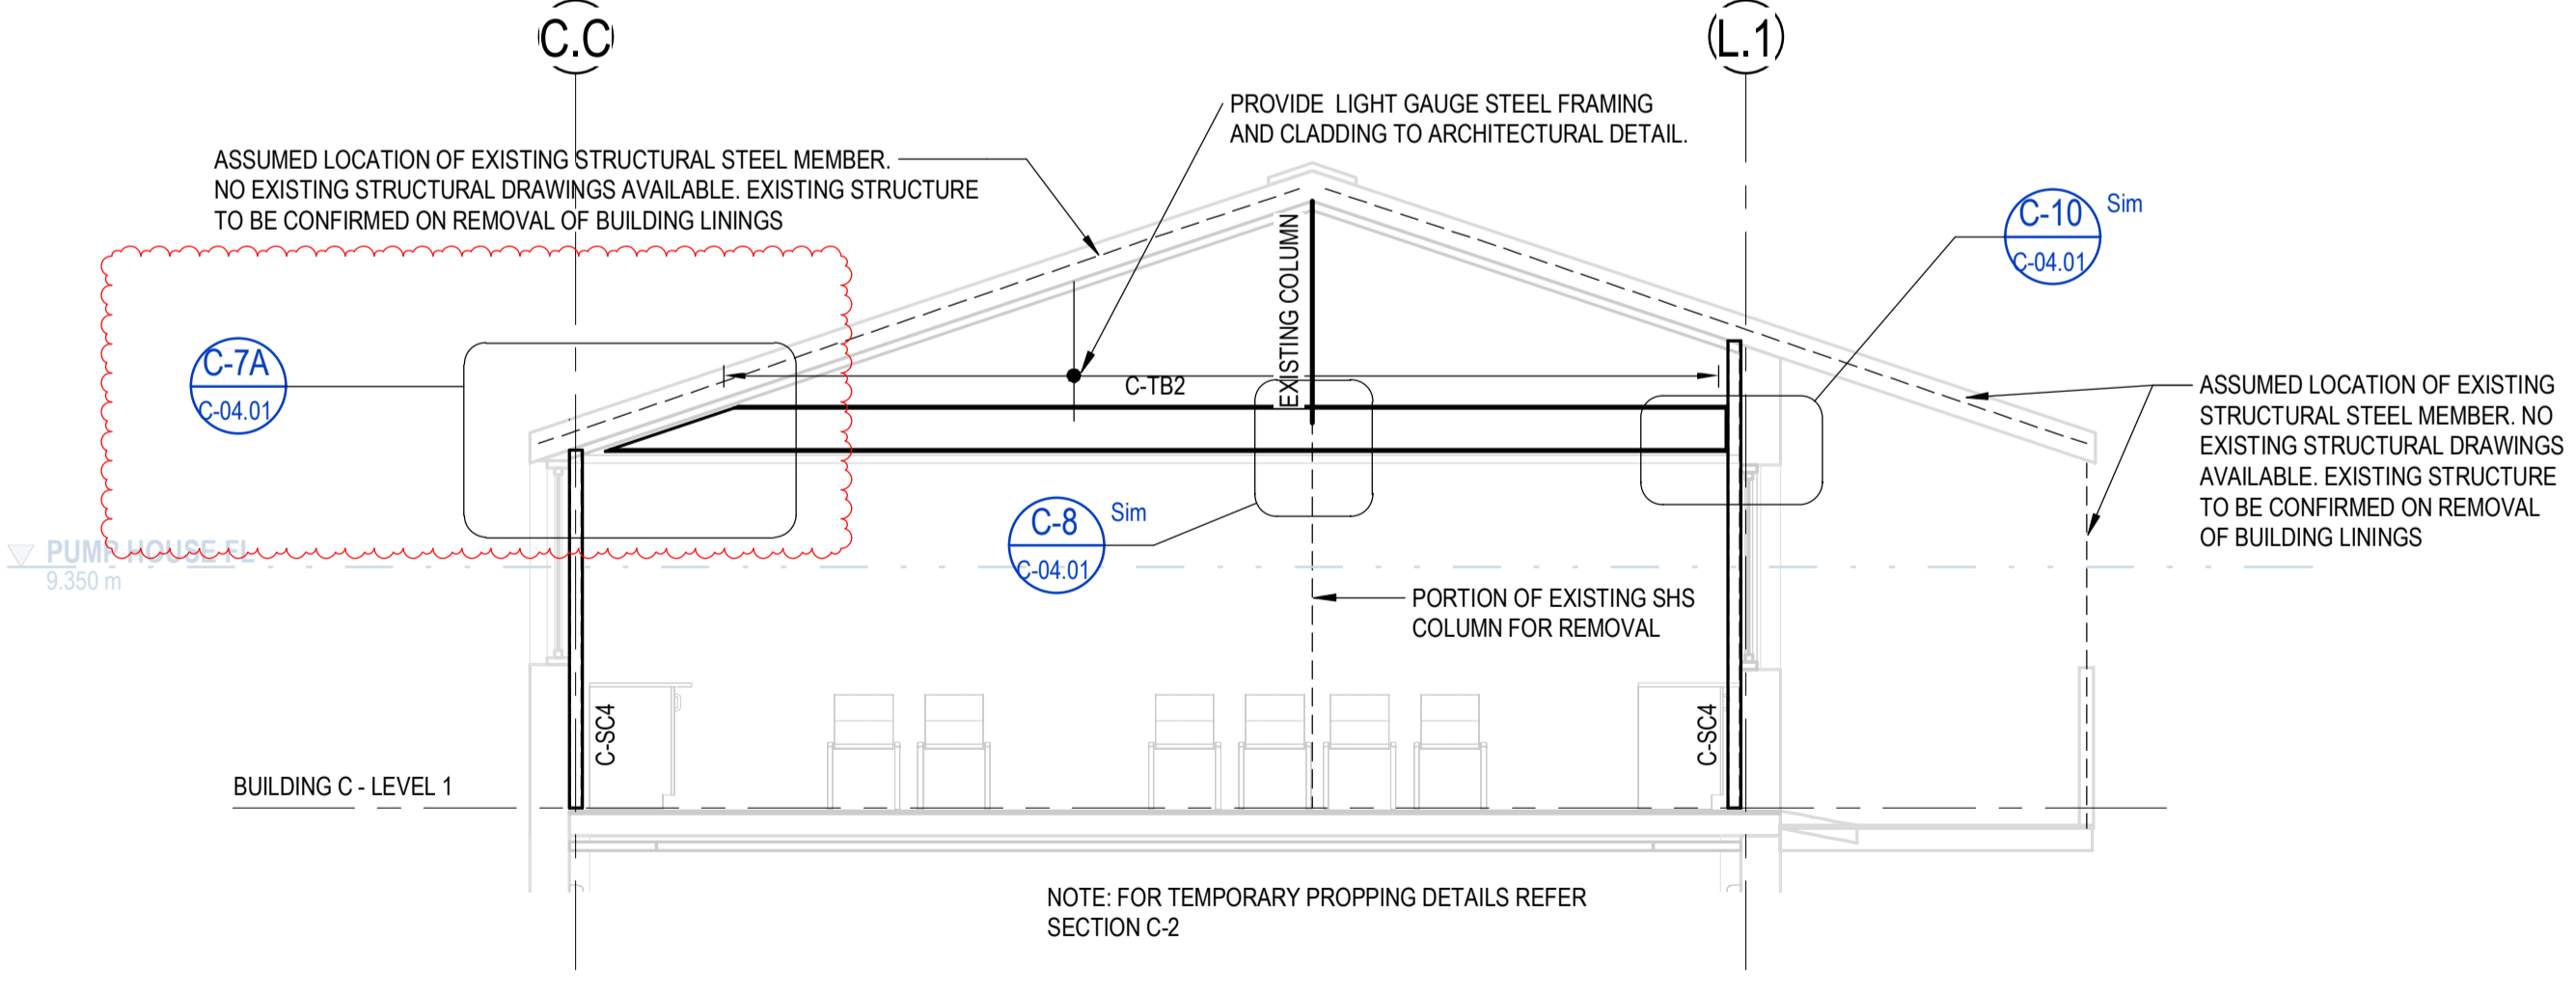 C.C
L.1
PROVIDE LIGHT GAUGE STEEL FRAMING
AND CLADDING TO ARCHITECTURAL DETAIL.
ASSUMED LOCATION OF EXISTING STRUCTURAL STEEL MEMBER.
NO EXISTING STRUCTURAL DRAWINGS AVAILABLE. EXISTING STRUCTURE
TO BE CONFIRMED ON REMOVAL OF BUILDING LININGS
C-10
Sim
C-04.01
EXISTING COLUMN
C-7A
C-04.01
C-TB2
ASSUMED LOCATION OF EXISTING
STRUCTURAL STEEL MEMBER. NO
EXISTING STRUCTURAL DRAWINGS
AVAILABLE. EXISTING STRUCTURE
TO BE CONFIRMED ON REMOVAL
OF BUILDING LININGS
C-8
Sim
C-04.01
PUMP HOUSE FL
9.350 m
PORTION OF EXISTING SHS
COLUMN FOR REMOVAL
C-SC4
C-SC4
BUILDING C - LEVEL 1
NOTE: FOR TEMPORARY PROPPING DETAILS REFER
SECTION C-2